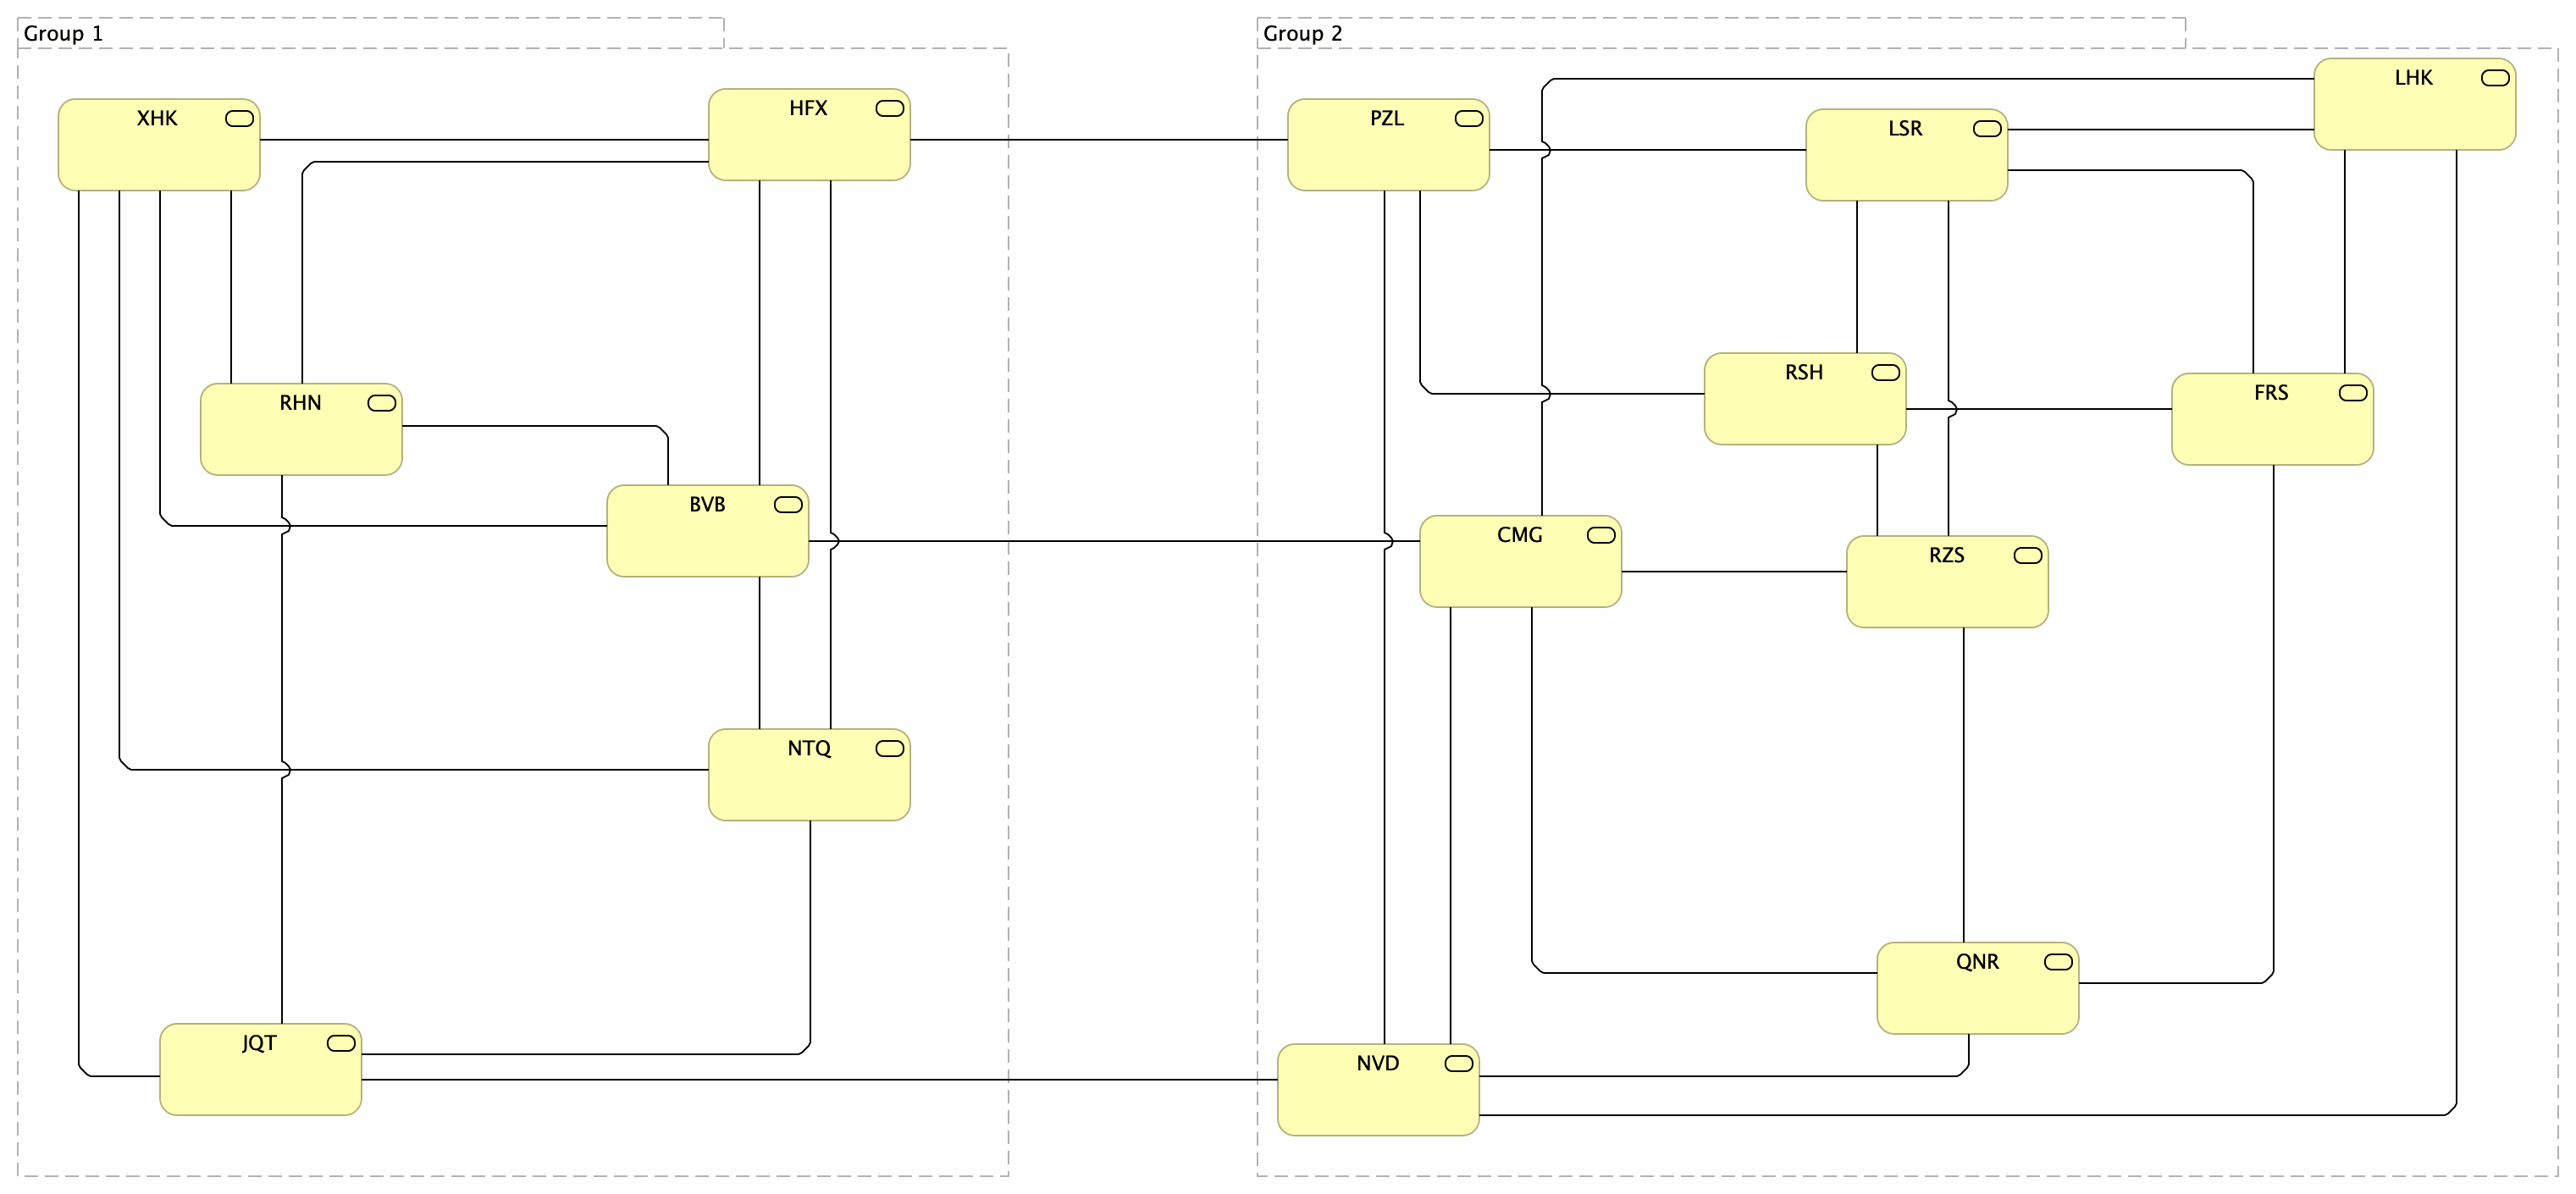 Group 1
Group 2
XHK
HFX
PZL
LSR
LHK
RHN
RSH
FRS
BVB
CMG
RZS
NTQ
QNR
JQT
NVD